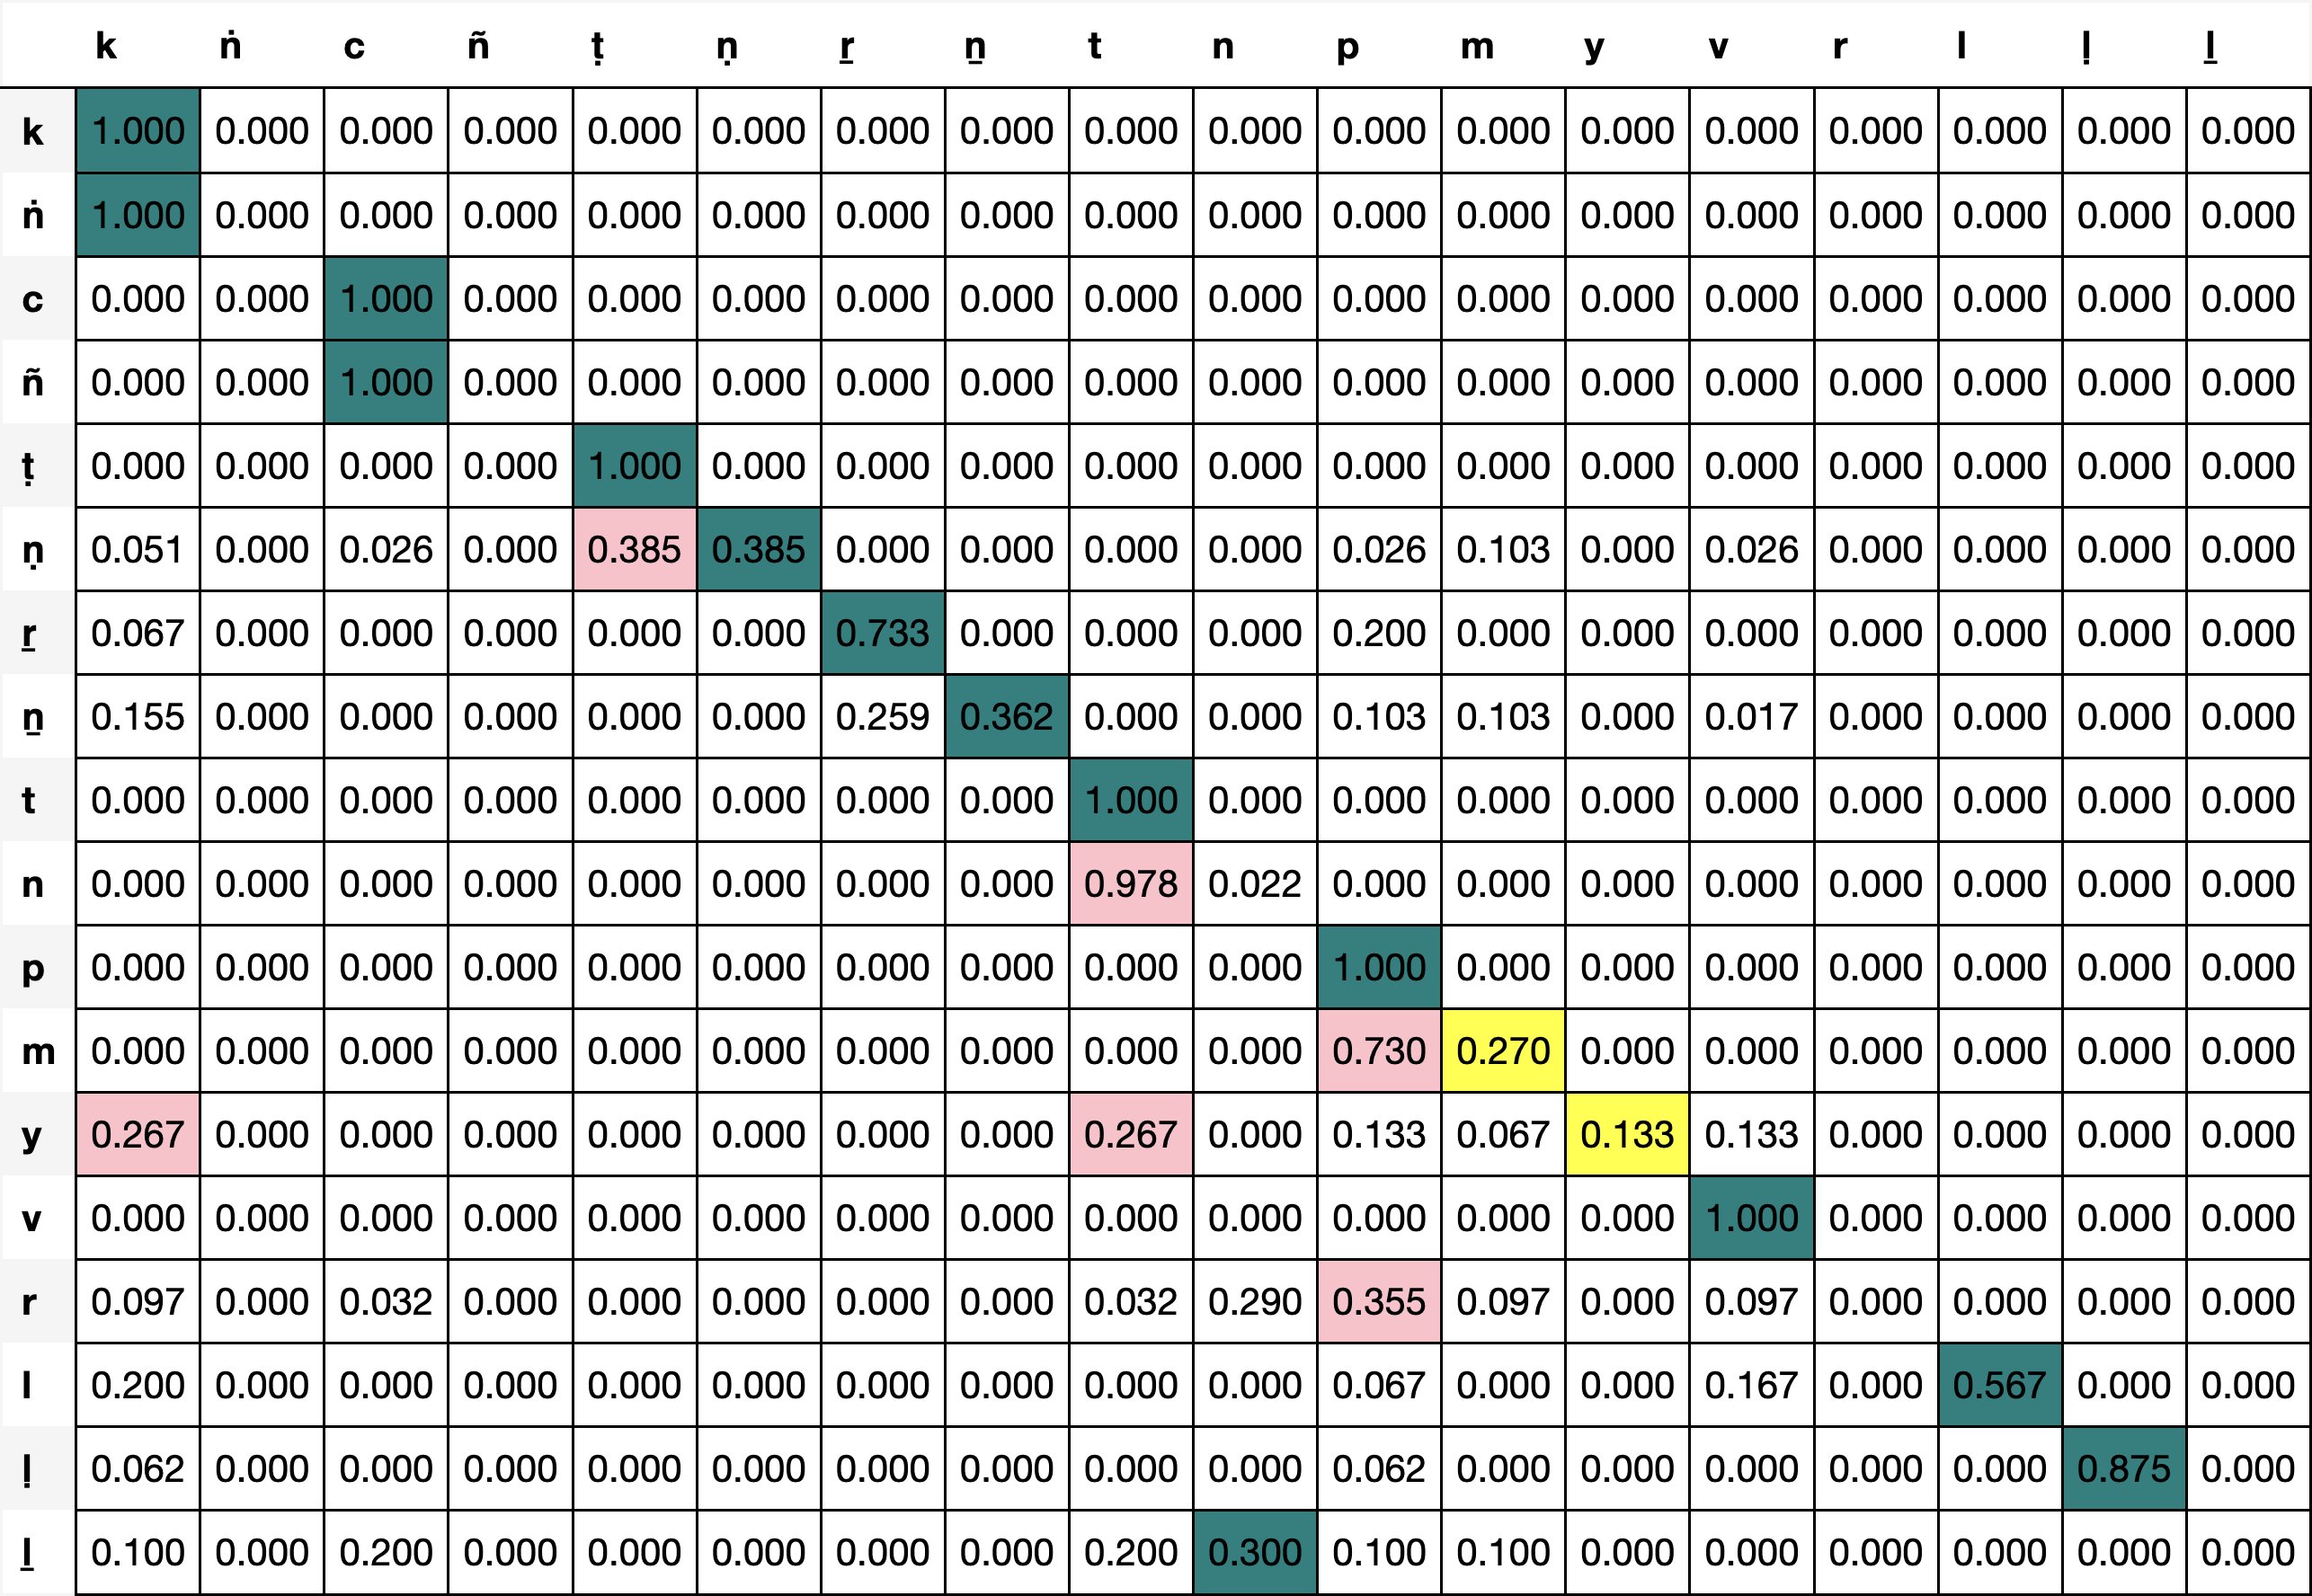 k ṅ c ñ ṭ ṇ ṟ ṉ t n p m y v r l ḷ ḻ
k 1.000 0.000 0.000 0.000 0.000 0.000 0.000 0.000 0.000 0.000 0.000 0.000 0.000 0.000 0.000 0.000 0.000 0.000
ṅ 1.000 0.000 0.000 0.000 0.000 0.000 0.000 0.000 0.000 0.000 0.000 0.000 0.000 0.000 0.000 0.000 0.000 0.000
c 0.000 0.000 1.000 0.000 0.000 0.000 0.000 0.000 0.000 0.000 0.000 0.000 0.000 0.000 0.000 0.000 0.000 0.000
ñ 0.000 0.000 1.000 0.000 0.000 0.000 0.000 0.000 0.000 0.000 0.000 0.000 0.000 0.000 0.000 0.000 0.000 0.000
ṭ 0.000 0.000 0.000 0.000 1.000 0.000 0.000 0.000 0.000 0.000 0.000 0.000 0.000 0.000 0.000 0.000 0.000 0.000
ṇ 0.051 0.000 0.026 0.000 0.385 0.385 0.000 0.000 0.000 0.000 0.026 0.103 0.000 0.026 0.000 0.000 0.000 0.000
ṟ 0.067 0.000 0.000 0.000 0.000 0.000 0.733 0.000 0.000 0.000 0.200 0.000 0.000 0.000 0.000 0.000 0.000 0.000
ṉ 0.155 0.000 0.000 0.000 0.000 0.000 0.259 0.362 0.000 0.000 0.103 0.103 0.000 0.017 0.000 0.000 0.000 0.000
t 0.000 0.000 0.000 0.000 0.000 0.000 0.000 0.000 1.000 0.000 0.000 0.000 0.000 0.000 0.000 0.000 0.000 0.000
n 0.000 0.000 0.000 0.000 0.000 0.000 0.000 0.000 0.978 0.022 0.000 0.000 0.000 0.000 0.000 0.000 0.000 0.000
p 0.000 0.000 0.000 0.000 0.000 0.000 0.000 0.000 0.000 0.000 1.000 0.000 0.000 0.000 0.000 0.000 0.000 0.000
m 0.000 0.000 0.000 0.000 0.000 0.000 0.000 0.000 0.000 0.000 0.730 0.270 0.000 0.000 0.000 0.000 0.000 0.000
y 0.267 0.000 0.000 0.000 0.000 0.000 0.000 0.000 0.267 0.000 0.133 0.067 0.133 0.133 0.000 0.000 0.000 0.000
v 0.000 0.000 0.000 0.000 0.000 0.000 0.000 0.000 0.000 0.000 0.000 0.000 0.000 1.000 0.000 0.000 0.000 0.000
r 0.097 0.000 0.032 0.000 0.000 0.000 0.000 0.000 0.032 0.290 0.355 0.097 0.000 0.097 0.000 0.000 0.000 0.000
l 0.200 0.000 0.000 0.000 0.000 0.000 0.000 0.000 0.000 0.000 0.067 0.000 0.000 0.167 0.000 0.567 0.000 0.000
ḷ 0.062 0.000 0.000 0.000 0.000 0.000 0.000 0.000 0.000 0.000 0.062 0.000 0.000 0.000 0.000 0.000 0.875 0.000
ḻ 0.100 0.000 0.200 0.000 0.000 0.000 0.000 0.000 0.200 0.300 0.100 0.100 0.000 0.000 0.000 0.000 0.000 0.000